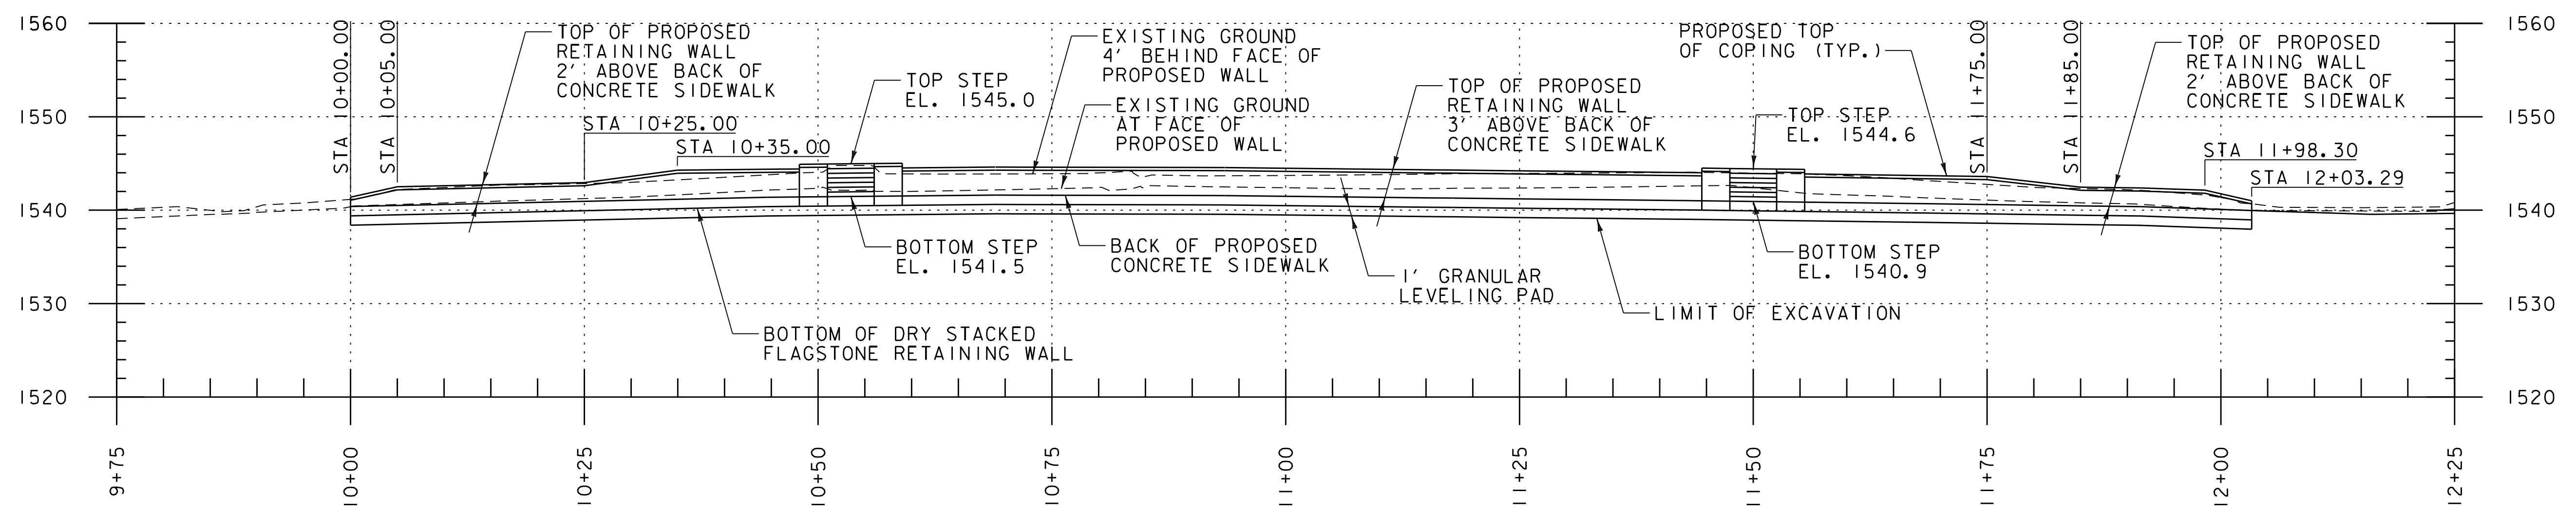 1560
1550
1540
1530
1520
STA 10+00.00
STA 10+05.00
TOP OF PROPOSED
RETAINING WALL
2' ABOVE BACK OF
CONCRETE SIDEWALK
STA 10+25.00
STA 10+35.00
TOP STEP
EL. 1545.0
EXISTING GROUND
4' BEHIND FACE OF
PROPOSED WALL
EXISTING GROUND
AT FACE OF
PROPOSED WALL
TOP OF PROPOSED
RETAINING WALL
3' ABOVE BACK OF
CONCRETE SIDEWALK
PROPOSED TOP
OF COPING (TYP.)
TOP STEP
EL. 1544.6
STA 11+75.00
STA 11+85.00
TOP OF PROPOSED
RETAINING WALL
2' ABOVE BACK OF
CONCRETE SIDEWALK
STA 11+98.30
STA 12+03.29
BOTTOM STEP
EL. 1541.5
BACK OF PROPOSED
CONCRETE SIDEWALK
1' GRANULAR
LEVELING PAD
BOTTOM STEP
EL. 1540.9
LIMIT OF EXCAVATION
BOTTOM OF DRY STACKED
FLAGSTONE RETAINING WALL
1560
1550
1540
1530
1520
9+75
10+00
10+25
10+50
10+75
11+00
11+25
11+50
11+75
12+00
12+25